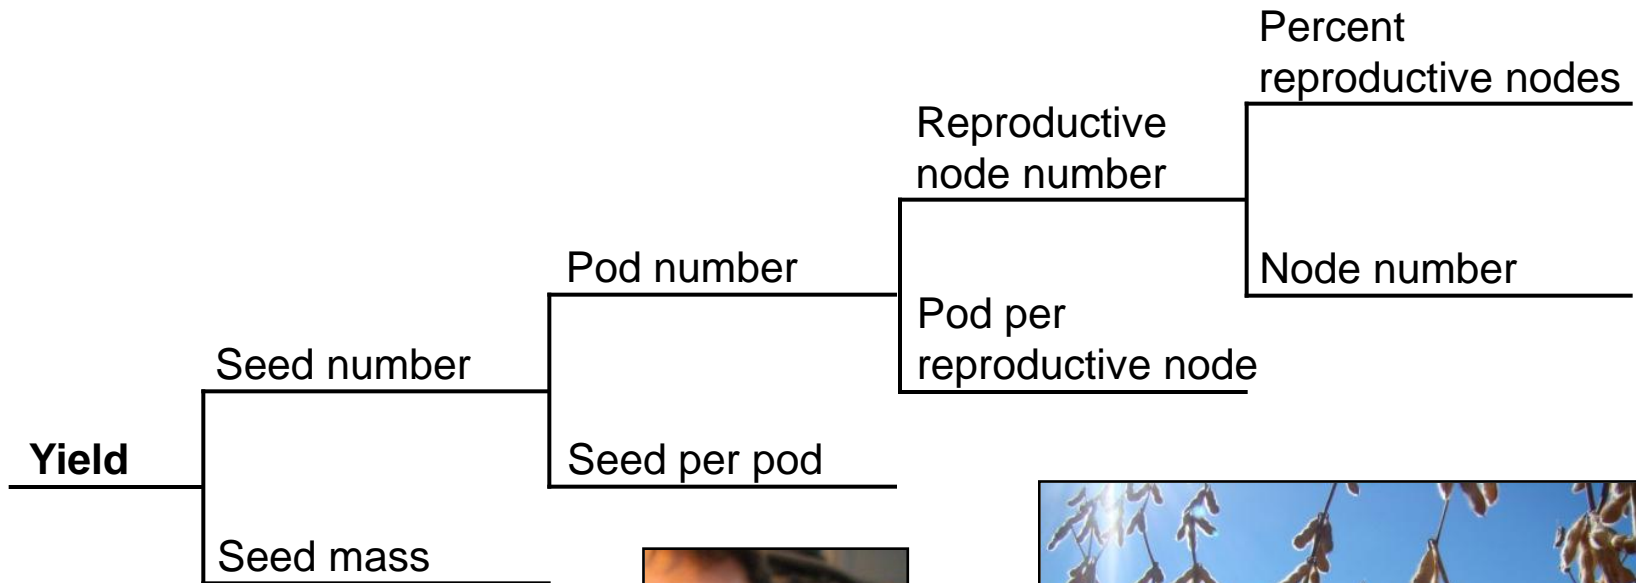 Percent
reproductive nodes
Reproductive
node number
Pod number
Node number
Pod per
reproductive node
Seed number
Yield
Seed per pod
Seed mass